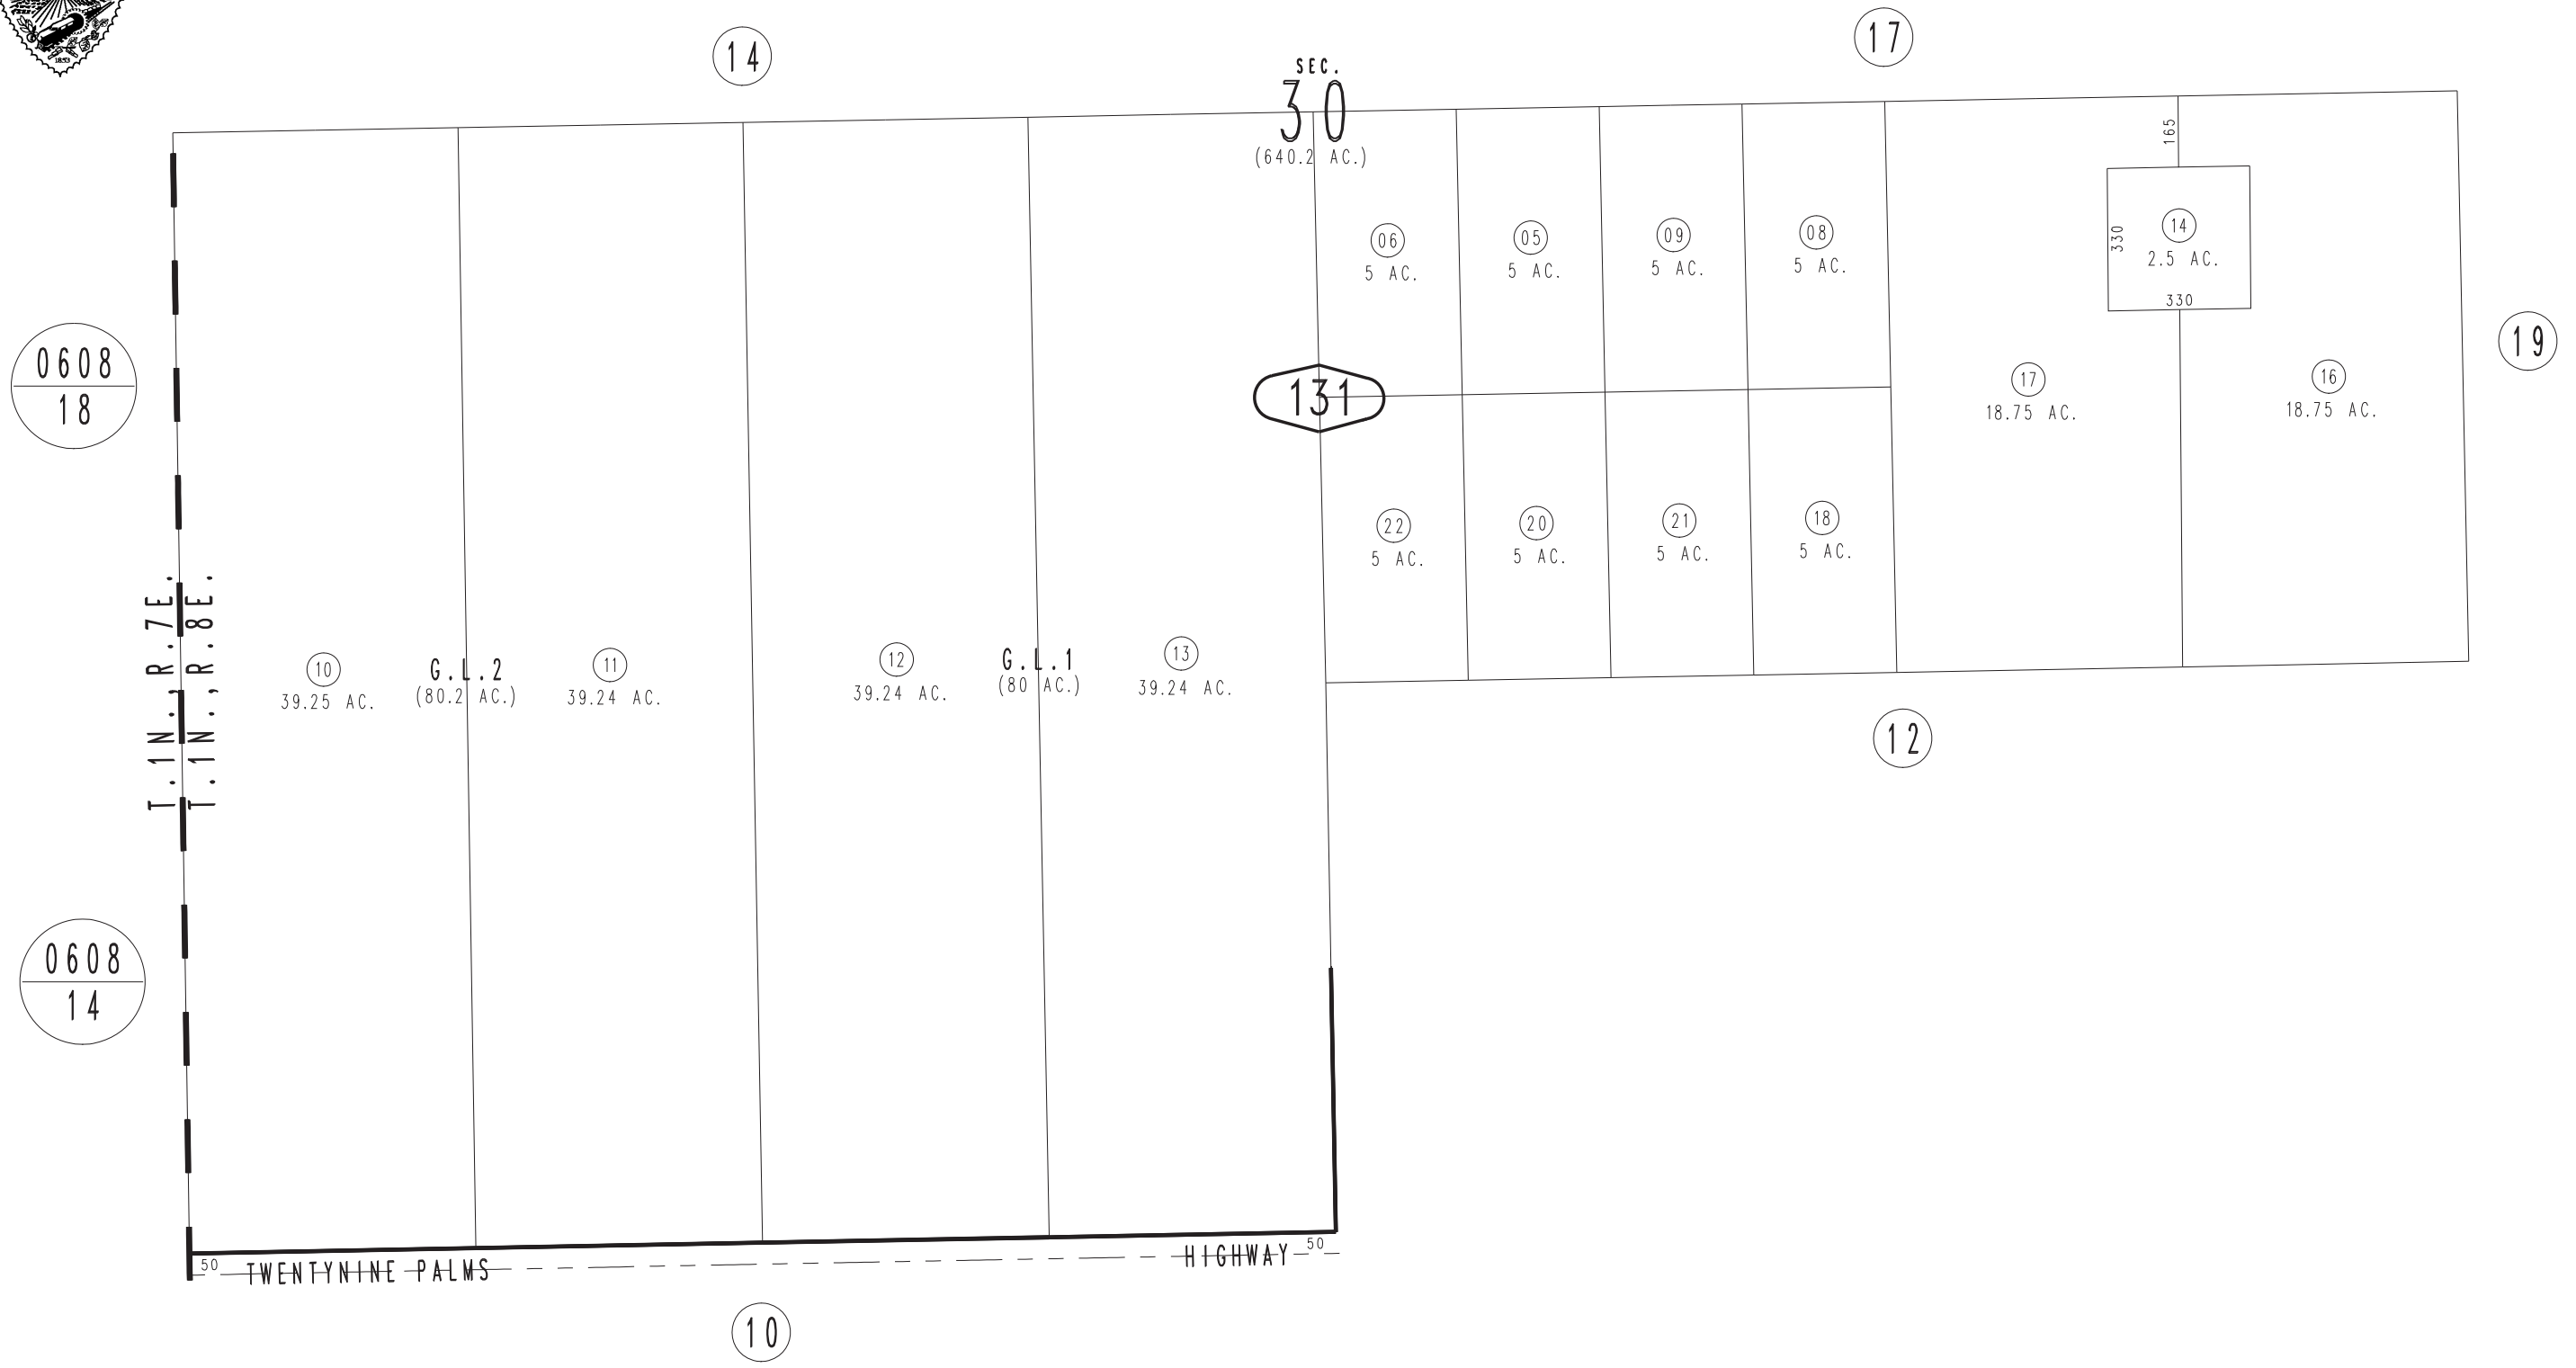 1853
14
17
SEC.
30
(640.2 AC.)
165
06
5 AC.
05
5 AC.
09
5 AC.
08
5 AC.
14
2.5 AC.
330
330
19
0608
18
131
17
18.75 AC.
16
18.75 AC.
22
5 AC.
20
5 AC.
21
5 AC.
18
5 AC.
T.1N.,R.7E.
T.1N.,R.8E.
10
39.25 AC.
G.L.2
(80.2 AC.)
11
39.24 AC.
12
39.24 AC.
G.L.1
(80 AC.)
13
39.24 AC.
12
0608
14
50
TWENTYNINE PALMS
HIGHWAY
50
10